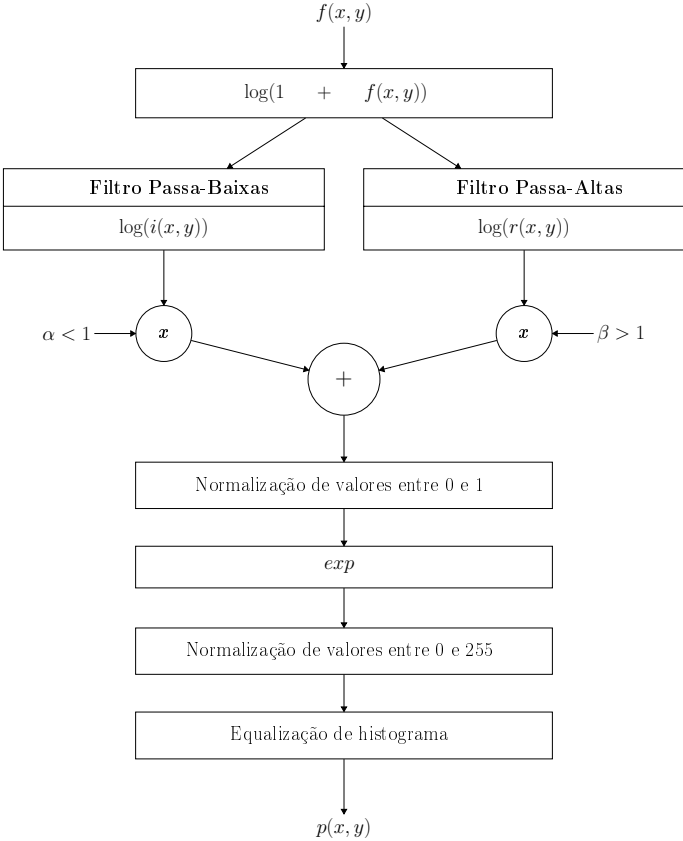 f(x, y)
log(1 + f(x, y))
Filtro Passa-Baixas
log(i(x, y))
Filtro Passa-Altas
log(r(x, y))
α < 1
x
x
β > 1
+
Normalização de valores entre 0 e 1
exp
Normalização de valores entre 0 e 255
Equalização de histograma
p(x, y)